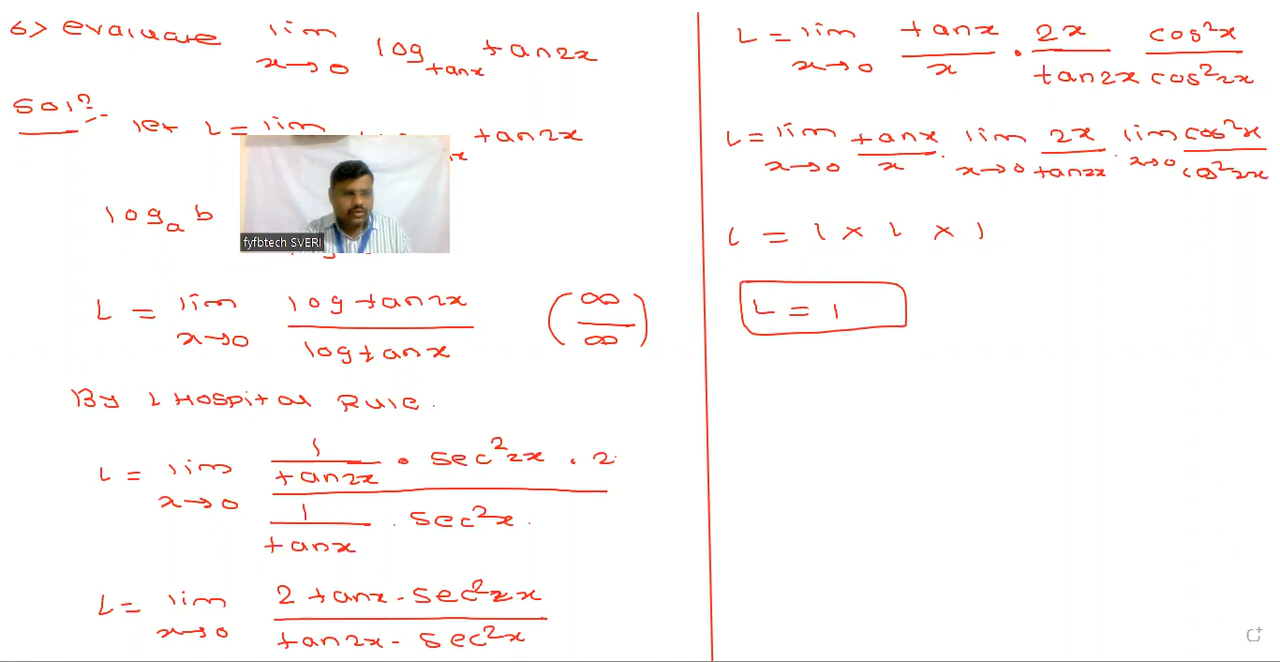 6> evaluare lim x→0 log tanx tan2x
Sol?:- let L = lim tan2x
log a b
fyfbtech SVERI
L = lim x→0 log tan2x / log tanx (∞/∞)
By L Hospital Rule.
L = lim x→0 1/tan2x · sec²2x · 2 / 1/tanx · sec²x.
L = lim x→0 2 tanx - sec²2x / tan2x - sec²x
L = lim x→0 tanx/x · 2x/tan2x cos²x/cos²2x
L = lim x→0 tanx/x · lim x→0 2x/tan2x · lim x→0 cos²x/cos²2x
L = 1 × 1 × 1
L = 1